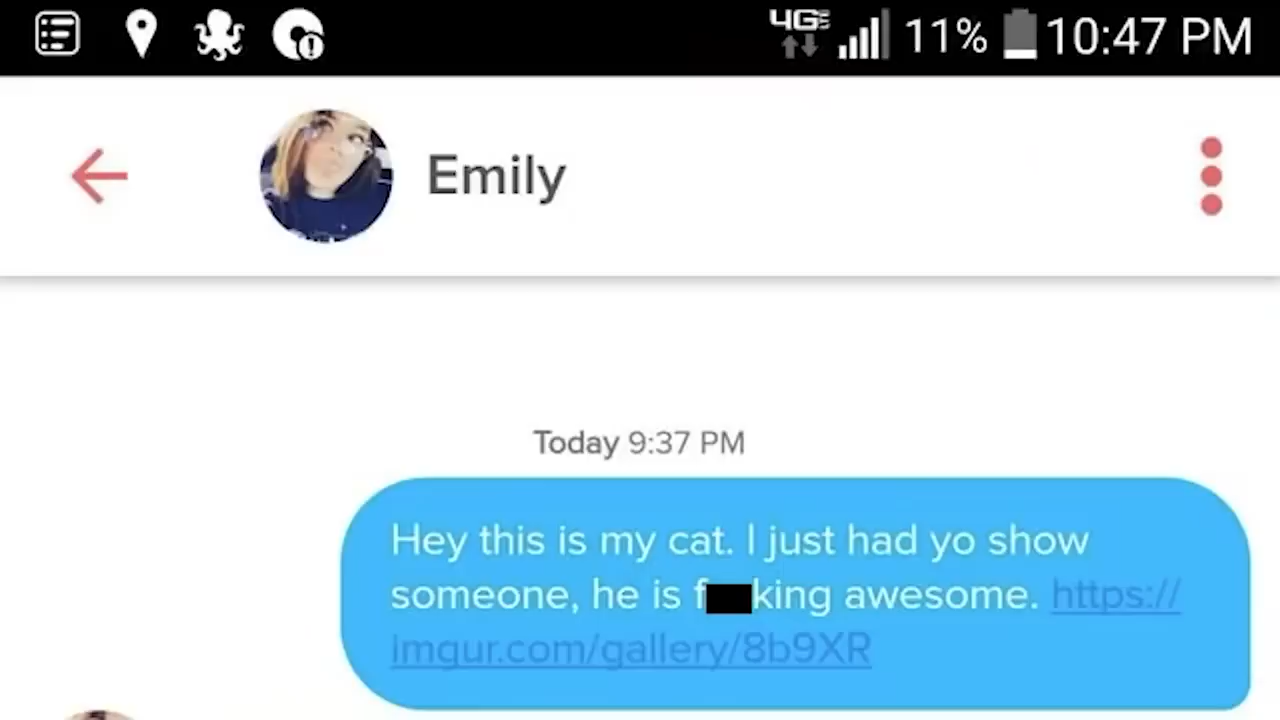 4G 11% 10:47 PM
Emily
Today 9:37 PM
Hey this is my cat. I just had yo show
someone, he is f king awesome. https://
imgur.com/gallery/8b9XR